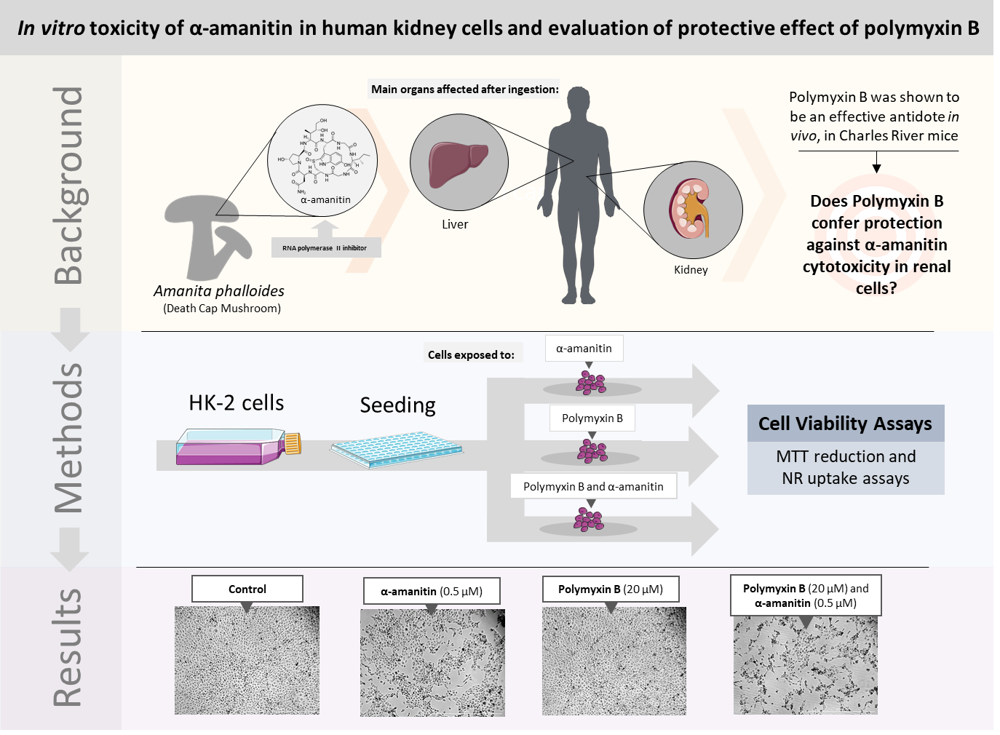 In vitro toxicity of α-amanitin in human kidney cells and evaluation of protective effect of polymyxin B
Background
Main organs affected after ingestion:
α-amanitin
RNA polymerase II inhibitor
Amanita phalloides
(Death Cap Mushroom)
Liver
Kidney
Polymyxin B was shown to
be an effective antidote in
vivo, in Charles River mice
Does Polymyxin B
confer protection
against α-amanitin
cytotoxicity in renal
cells?
Methods
HK-2 cells
Seeding
Cells exposed to:
α-amanitin
Polymyxin B
Polymyxin B and α-amanitin
Cell Viability Assays
MTT reduction and
NR uptake assays
Results
Control
α-amanitin (0.5 µM)
Polymyxin B (20 µM)
Polymyxin B (20 µM) and
α-amanitin (0.5 µM)